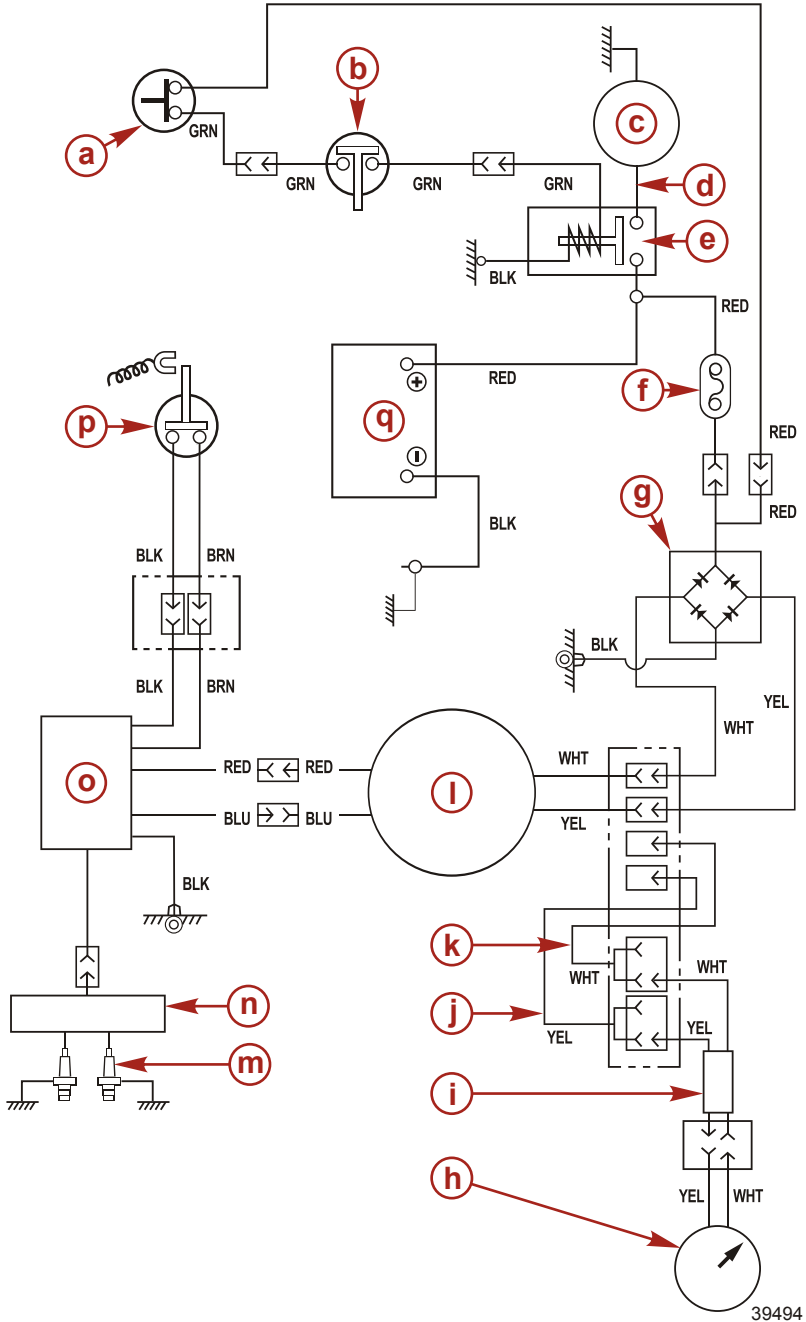 b
c
a
GRN
GRN
GRN
GRN
d
e
BLK
RED
RED
f
p
q
+
−
RED
g
RED
BLK
BLK
BRN
BLK
BLK
BRN
YEL
WHT
o
RED
RED
l
WHT
BLU
BLU
YEL
BLK
k
WHT
WHT
n
j
YEL
YEL
m
i
h
YEL
WHT
39494